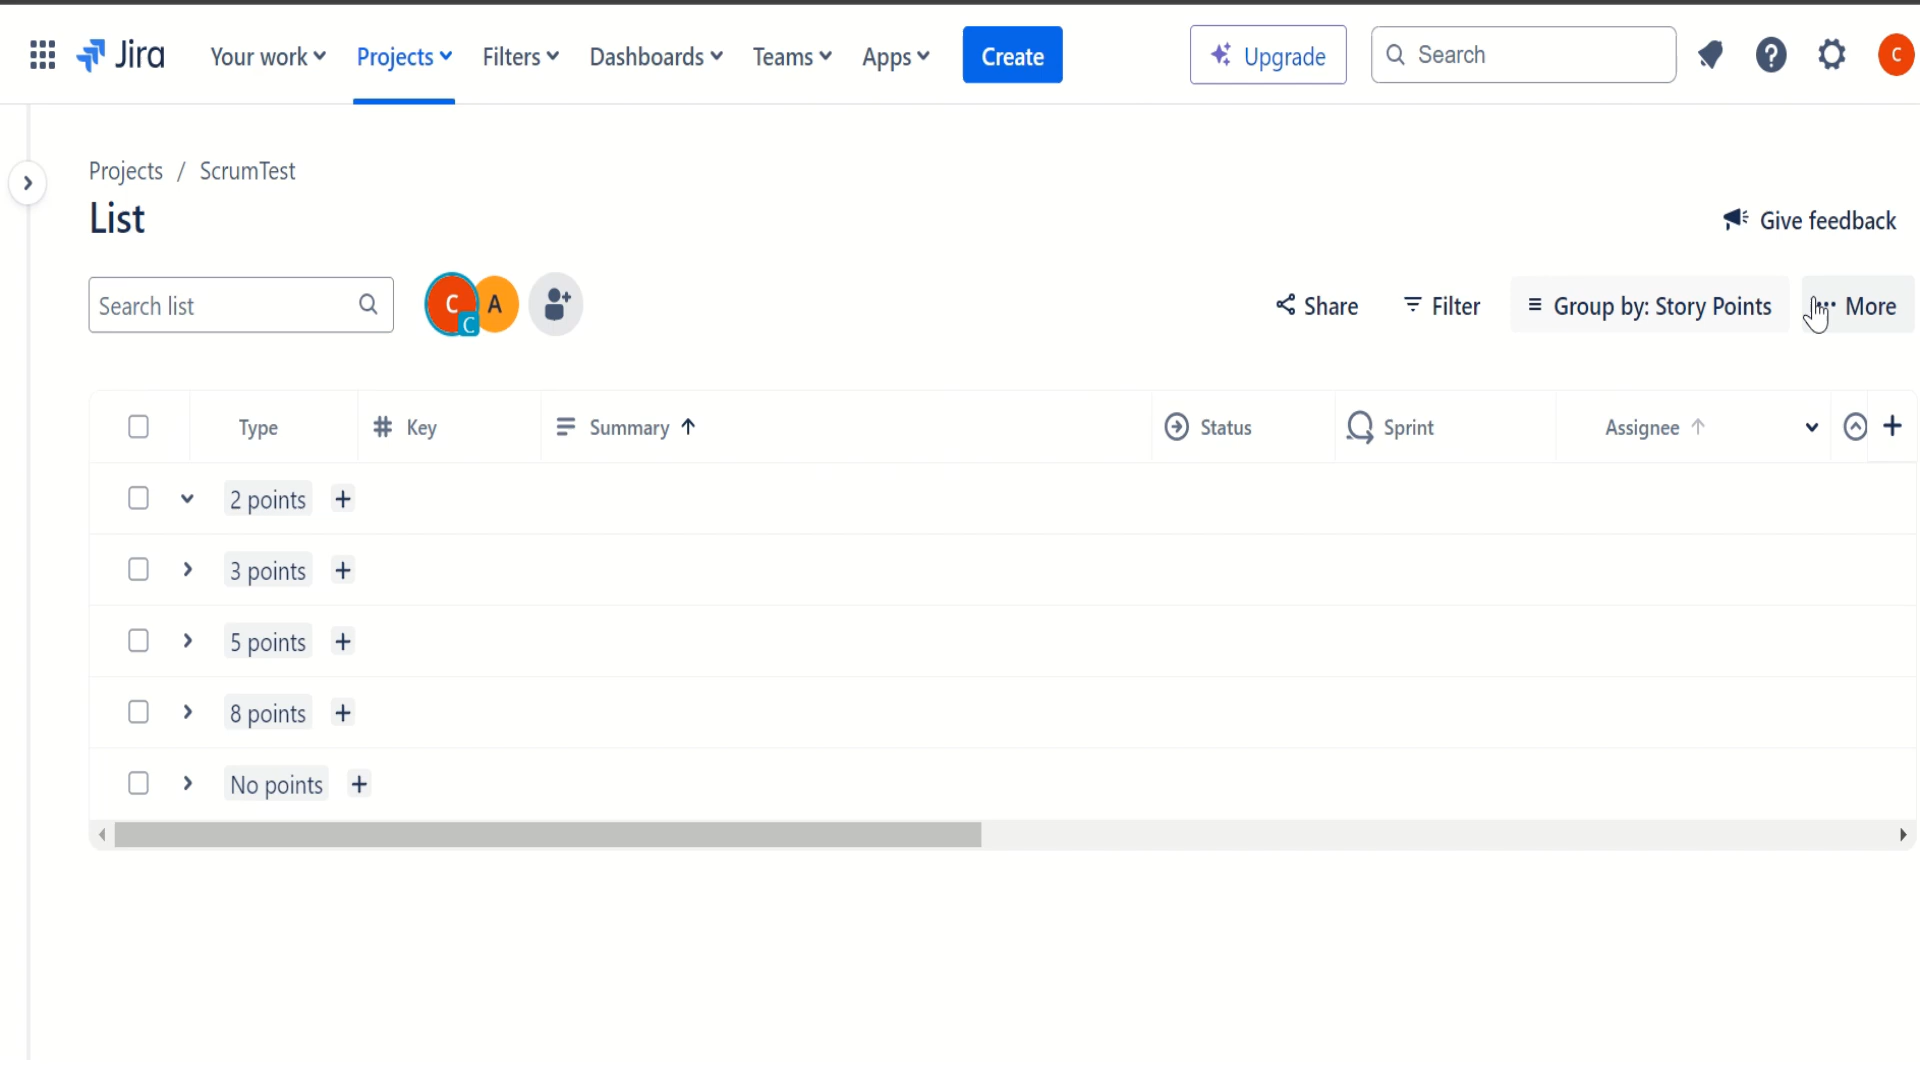 Jira Your work Projects Filters Dashboards Teams Apps Create Upgrade Search C
Projects / ScrumTest
List
Give feedback
Search list C C A Share Filter Group by: Story Points More
Type Key Summary Status Sprint Assignee
2 points
3 points
5 points
8 points
No points